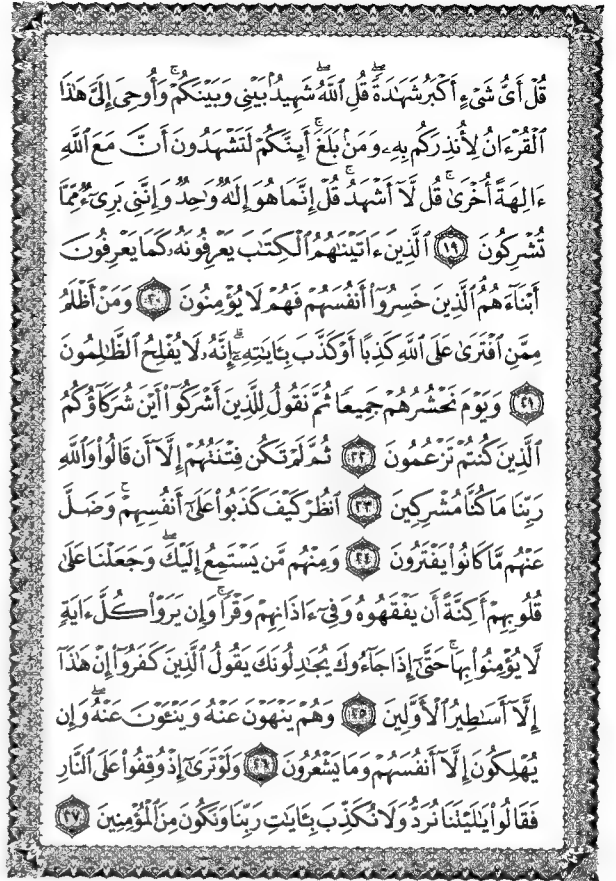 قُلْ أَىُّ شَىْءٍ أَكْبَرُ شَهَٰدَةًۖ قُلِ ٱللَّهُۖ شَهِيدٌۢ بَيْنِى وَبَيْنَكُمْۚ وَأُوحِىَ إِلَىَّ هَٰذَا
ٱلْقُرْءَانُ لِأُنذِرَكُم بِهِۦ وَمَنۢ بَلَغَۚ أَئِنَّكُمْ لَتَشْهَدُونَ أَنَّ مَعَ ٱللَّهِ
ءَالِهَةً أُخْرَىٰۚ قُل لَّآ أَشْهَدُۚ قُلْ إِنَّمَا هُوَ إِلَٰهٌ وَٰحِدٌ وَإِنَّنِى بَرِىٓءٌ مِّمَّا
تُشْرِكُونَ ١٩ ٱلَّذِينَ ءَاتَيْنَٰهُمُ ٱلْكِتَٰبَ يَعْرِفُونَهُۥ كَمَا يَعْرِفُونَ
أَبْنَآءَهُمُ ٱلَّذِينَ خَسِرُوٓا۟ أَنفُسَهُمْ فَهُمْ لَا يُؤْمِنُونَ ٢٠ وَمَنْ أَظْلَمُ
مِمَّنِ ٱفْتَرَىٰ عَلَى ٱللَّهِ كَذِبًا أَوْ كَذَّبَ بِـَٔايَٰتِهِۦٓۗ إِنَّهُۥ لَا يُفْلِحُ ٱلظَّٰلِمُونَ
٢١ وَيَوْمَ نَحْشُرُهُمْ جَمِيعًا ثُمَّ نَقُولُ لِلَّذِينَ أَشْرَكُوٓا۟ أَيْنَ شُرَكَآؤُكُمُ
ٱلَّذِينَ كُنتُمْ تَزْعُمُونَ ٢٢ ثُمَّ لَمْ تَكُن فِتْنَتُهُمْ إِلَّآ أَن قَالُوا۟ وَٱللَّهِ
رَبِّنَا مَا كُنَّا مُشْرِكِينَ ٢٣ ٱنظُرْ كَيْفَ كَذَبُوا۟ عَلَىٰٓ أَنفُسِهِمْۚ وَضَلَّ
عَنْهُم مَّا كَانُوا۟ يَفْتَرُونَ ٢٤ وَمِنْهُم مَّن يَسْتَمِعُ إِلَيْكَۖ وَجَعَلْنَا عَلَىٰ
قُلُوبِهِمْ أَكِنَّةً أَن يَفْقَهُوهُ وَفِىٓ ءَاذَانِهِمْ وَقْرًاۚ وَإِن يَرَوْا۟ كُلَّ ءَايَةٍ
لَّا يُؤْمِنُوا۟ بِهَاۚ حَتَّىٰٓ إِذَا جَآءُوكَ يُجَٰدِلُونَكَ يَقُولُ ٱلَّذِينَ كَفَرُوٓا۟ إِنْ هَٰذَآ
إِلَّآ أَسَٰطِيرُ ٱلْأَوَّلِينَ ٢٥ وَهُمْ يَنْهَوْنَ عَنْهُ وَيَنْـَٔوْنَ عَنْهُۖ وَإِن
يُهْلِكُونَ إِلَّآ أَنفُسَهُمْ وَمَا يَشْعُرُونَ ٢٦ وَلَوْ تَرَىٰٓ إِذْ وُقِفُوا۟ عَلَى ٱلنَّارِ
فَقَالُوا۟ يَٰلَيْتَنَا نُرَدُّ وَلَا نُكَذِّبَ بِـَٔايَٰتِ رَبِّنَا وَنَكُونَ مِنَ ٱلْمُؤْمِنِينَ ٢٧